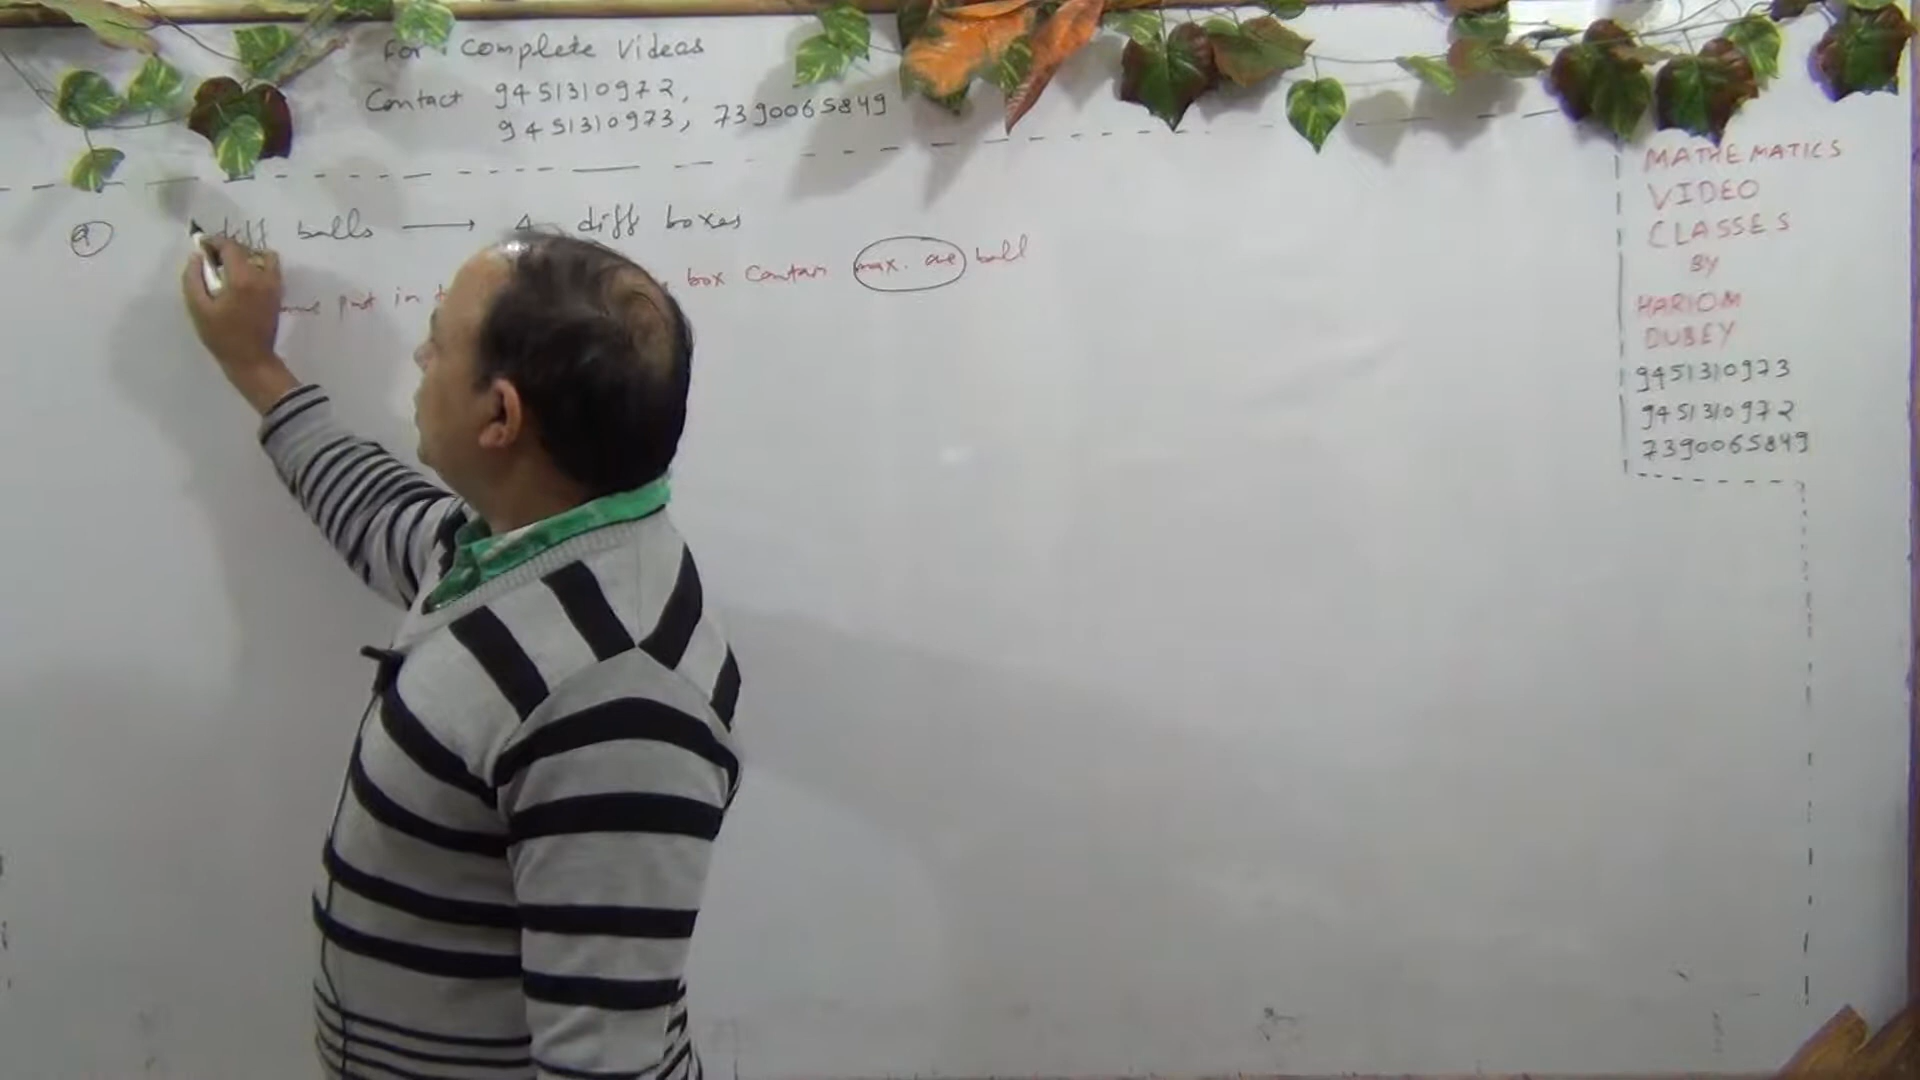 For : Complete Videos
Contact 9451310972,
9451310973, 7390065849
MATHEMATICS
VIDEO
CLASSES
BY
HARIOM
DUBEY
9451310973
9451310972
7390065849
Q diff balls → 4 diff boxes
put in box Contain max. one ball